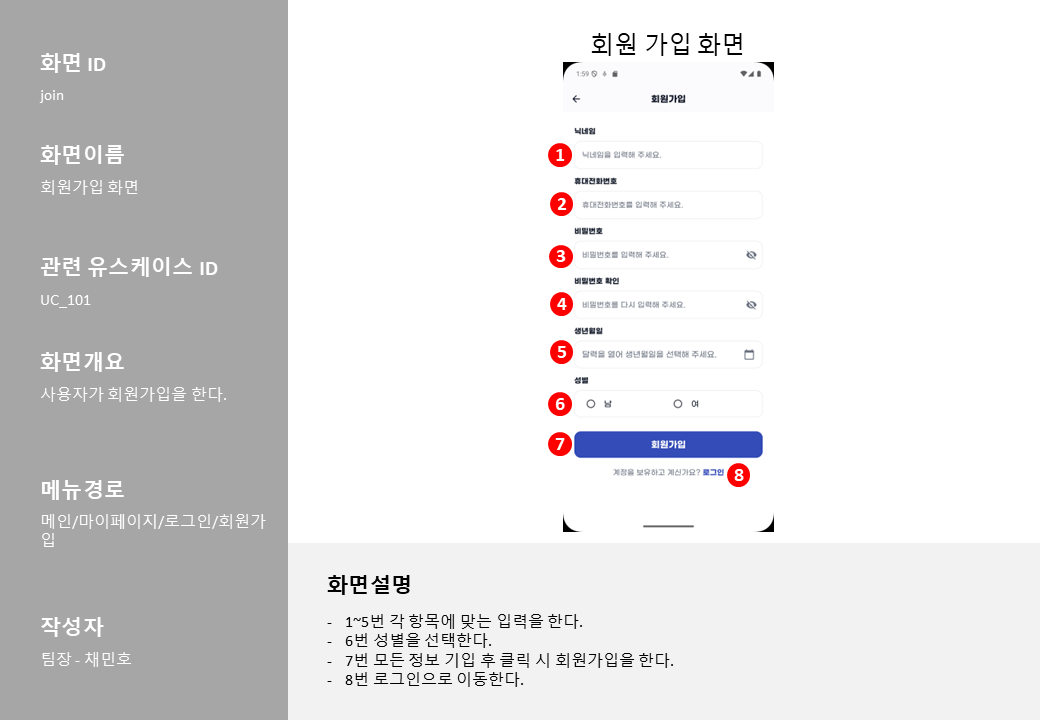 화면 ID
join
화면이름
회원가입 화면
관련 유스케이스 ID
UC_101
화면개요
사용자가 회원가입을 한다.
메뉴경로
메인/마이페이지/로그인/회원가
입
작성자
팀장 - 채민호
회원 가입 화면
1:59
회원가입
닉네임
1 닉네임을 입력해 주세요.
휴대전화번호
2 휴대전화번호를 입력해 주세요.
비밀번호
3 비밀번호를 입력해 주세요.
비밀번호 확인
4 비밀번호를 다시 입력해 주세요.
생년월일
5 달력을 열어 생년월일을 선택해 주세요.
성별
6 남 여
7 회원가입
계정을 보유하고 계신가요? 로그인 8
화면설명
- 1~5번 각 항목에 맞는 입력을 한다.
- 6번 성별을 선택한다.
- 7번 모든 정보 기입 후 클릭 시 회원가입을 한다.
- 8번 로그인으로 이동한다.